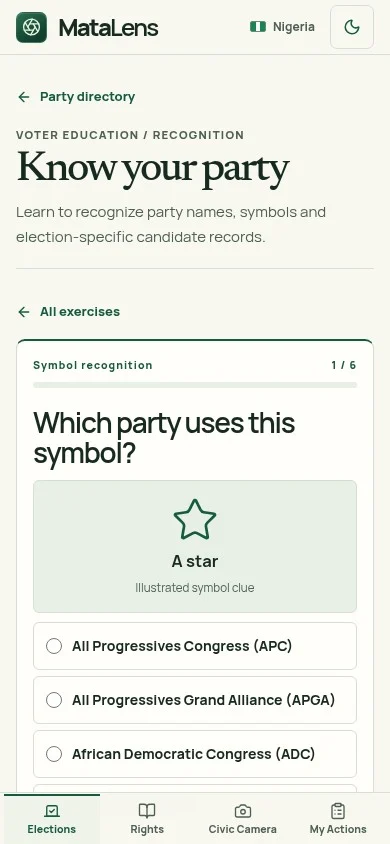 MataLens
Nigeria
Party directory
VOTER EDUCATION / RECOGNITION
Know your party
Learn to recognize party names, symbols and
election-specific candidate records.
All exercises
Symbol recognition
1 / 6
Which party uses this
symbol?
A star
Illustrated symbol clue
All Progressives Congress (APC)
All Progressives Grand Alliance (APGA)
African Democratic Congress (ADC)
Elections
Rights
Civic Camera
My Actions